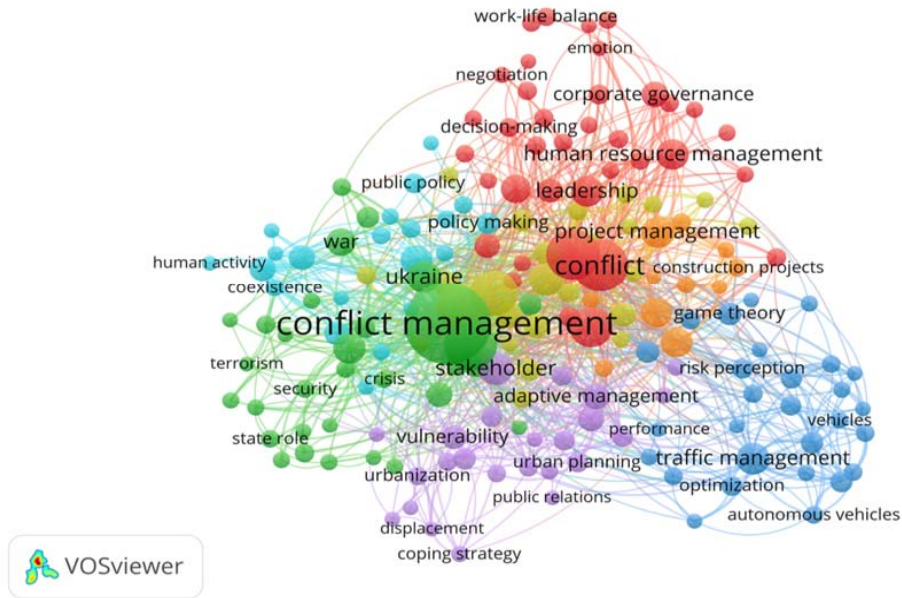 work-life balance
emotion
negotiation
corporate governance
decision-making
human resource management
public policy
leadership
policy making
project management
war
human activity
conflict
construction projects
ukraine
coexistence
game theory
conflict management
terrorism
stakeholder
risk perception
crisis
security
adaptive management
vehicles
performance
state role
vulnerability
traffic management
urbanization
urban planning
optimization
public relations
autonomous vehicles
displacement
coping strategy
VOSviewer